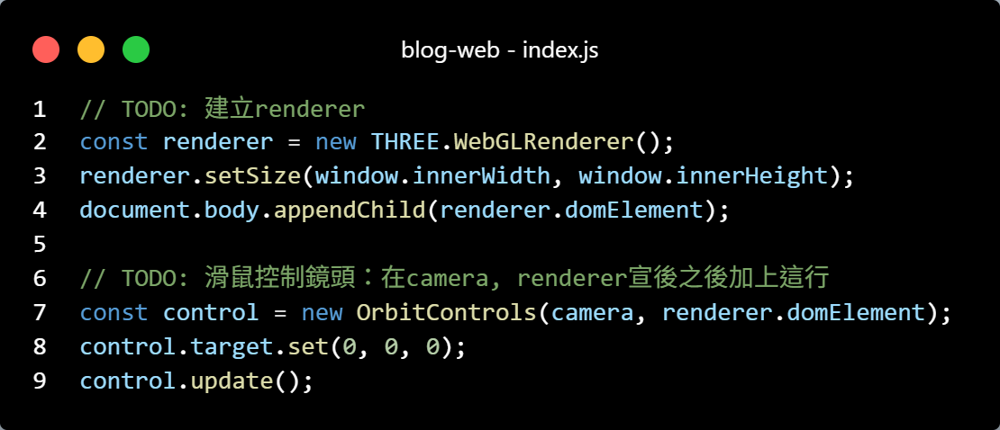 blog-web - index.js
1 // TODO: 建立renderer
2 const renderer = new THREE.WebGLRenderer();
3 renderer.setSize(window.innerWidth, window.innerHeight);
4 document.body.appendChild(renderer.domElement);
5
6 // TODO: 滑鼠控制鏡頭：在camera, renderer宣後之後加上這行
7 const control = new OrbitControls(camera, renderer.domElement);
8 control.target.set(0, 0, 0);
9 control.update();